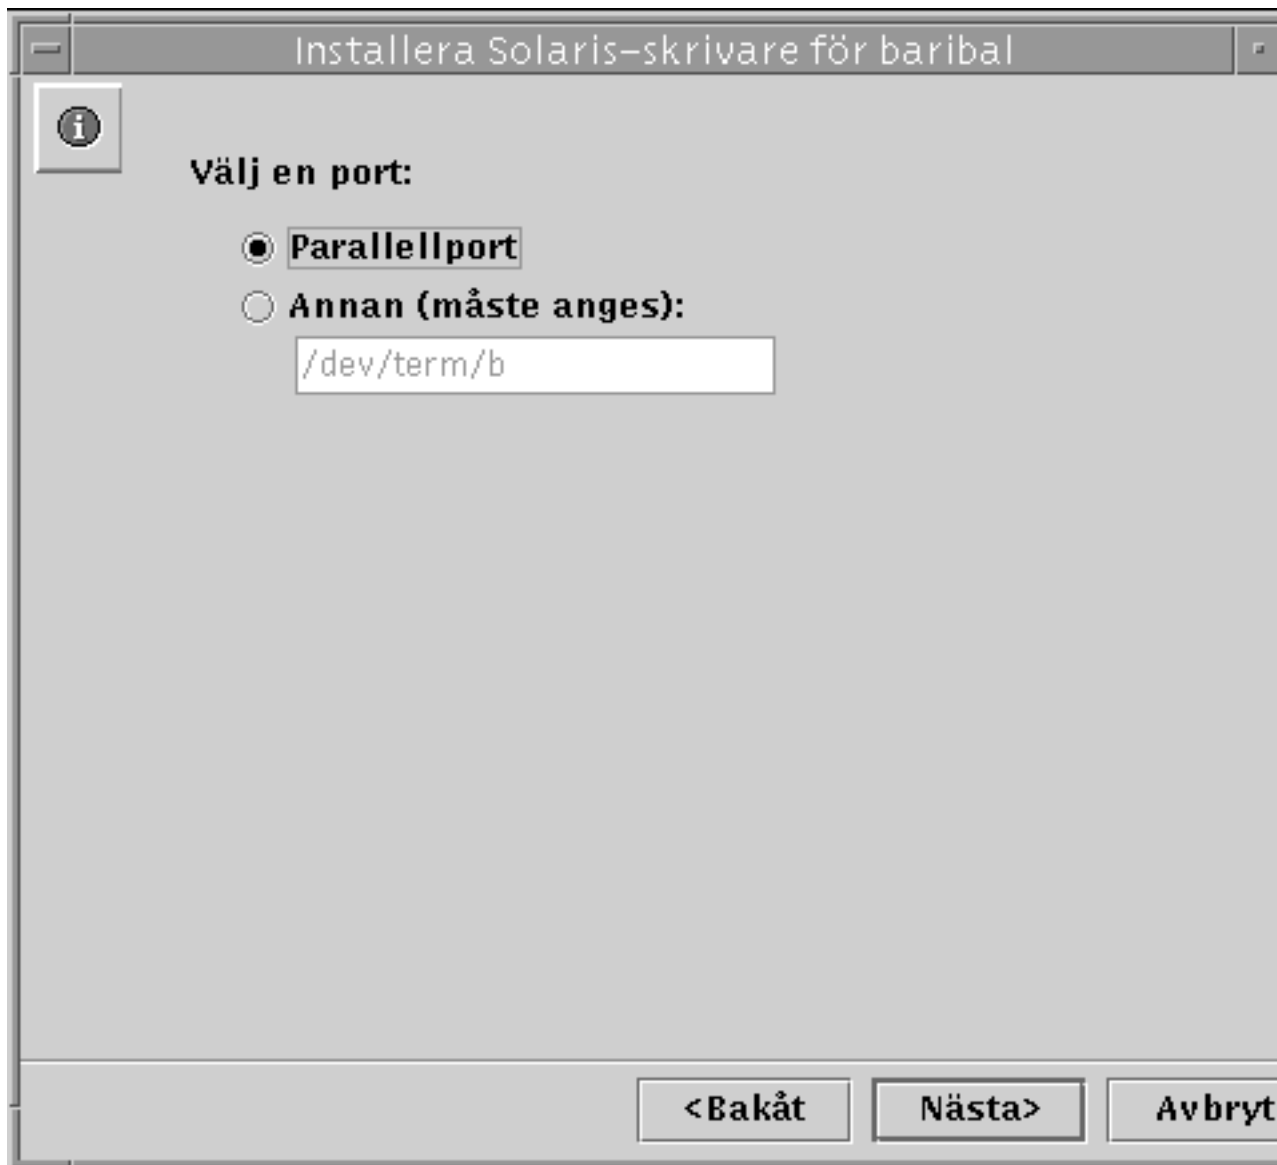 Installera Solaris-skrivare för baribal
Välj en port:
Parallellport
Annan (måste anges):
/dev/term/b
<Bakåt Nästa> Avbryt